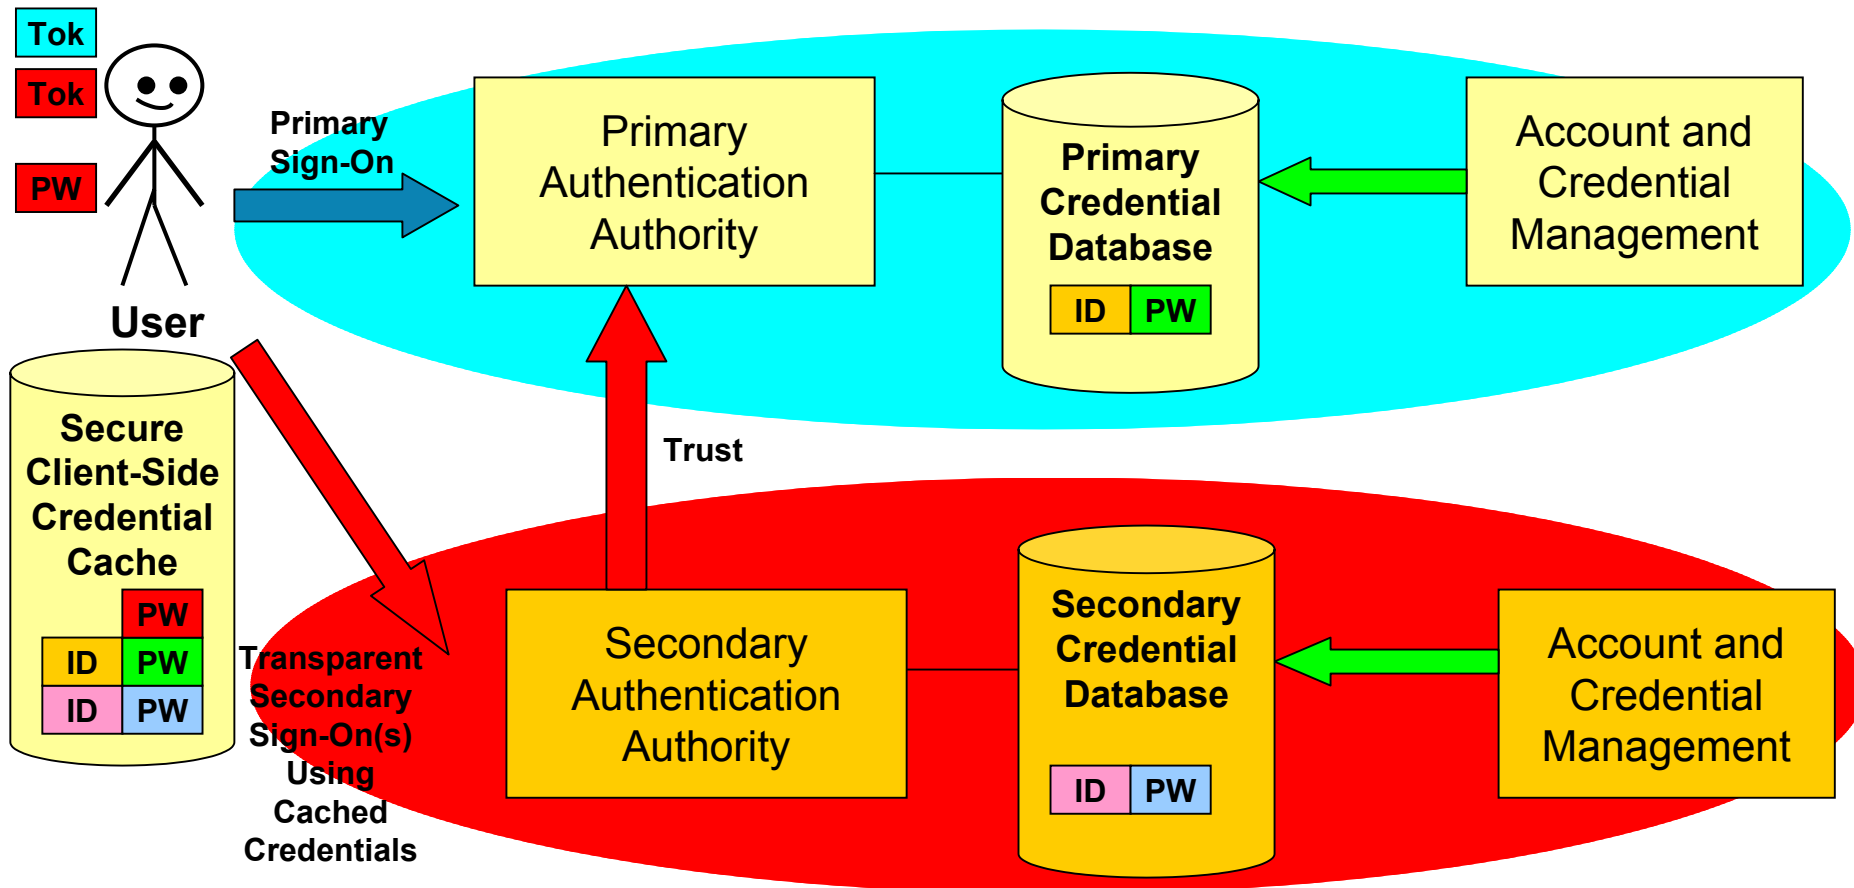 Tok
Tok
PW
User
Primary
Sign-On
Primary
Authentication
Authority
Primary
Credential
Database
ID PW
Account and
Credential
Management
Secure
Client-Side
Credential
Cache
PW
ID PW
ID PW
Trust
Transparent
Secondary
Sign-On(s)
Using
Cached
Credentials
Secondary
Authentication
Authority
Secondary
Credential
Database
ID PW
Account and
Credential
Management